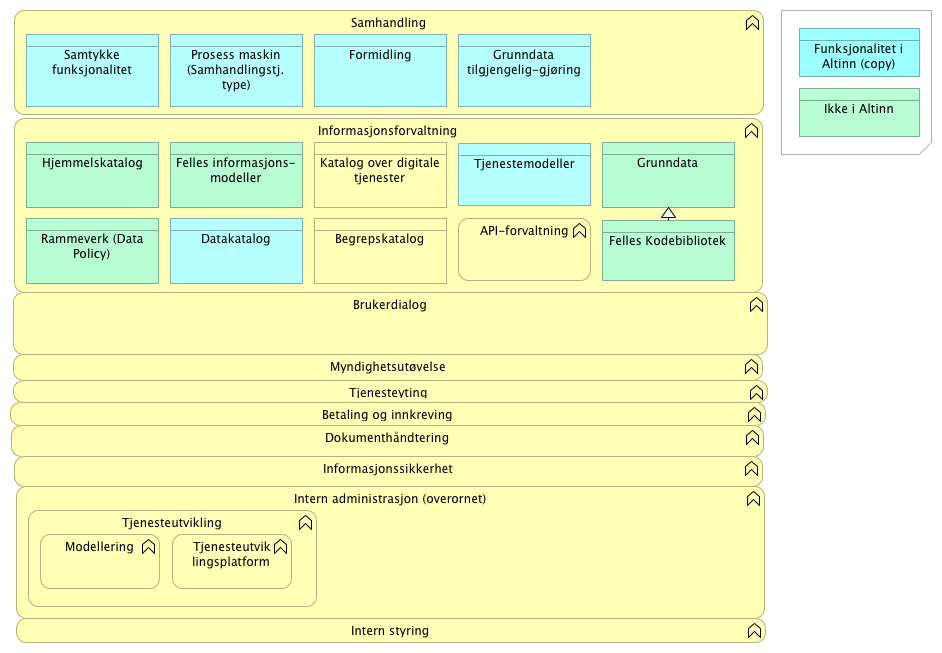 Samhandling
Samtykke
funksjonalitet
Prosess maskin
(Samhandlingstj.
type)
Formidling
Grunndata
tilgjengelig-gjøring
Funksjonalitet i
Altinn (copy)
Ikke i Altinn
Informasjonsforvaltning
Hjemmelskatalog
Felles informasjons-
modeller
Katalog over digitale
tjenester
Tjenestemodeller
Grunndata
Rammeverk (Data
Policy)
Datakatalog
Begrepskatalog
API-forvaltning
Felles Kodebibliotek
Brukerdialog
Myndighetsutøvelse
Tjenesteyting
Betaling og innkreving
Dokumenthåndtering
Informasjonssikkerhet
Intern administrasjon (overornet)
Tjenesteutvikling
Modellering
Tjenesteutvik
lingsplatform
Intern styring